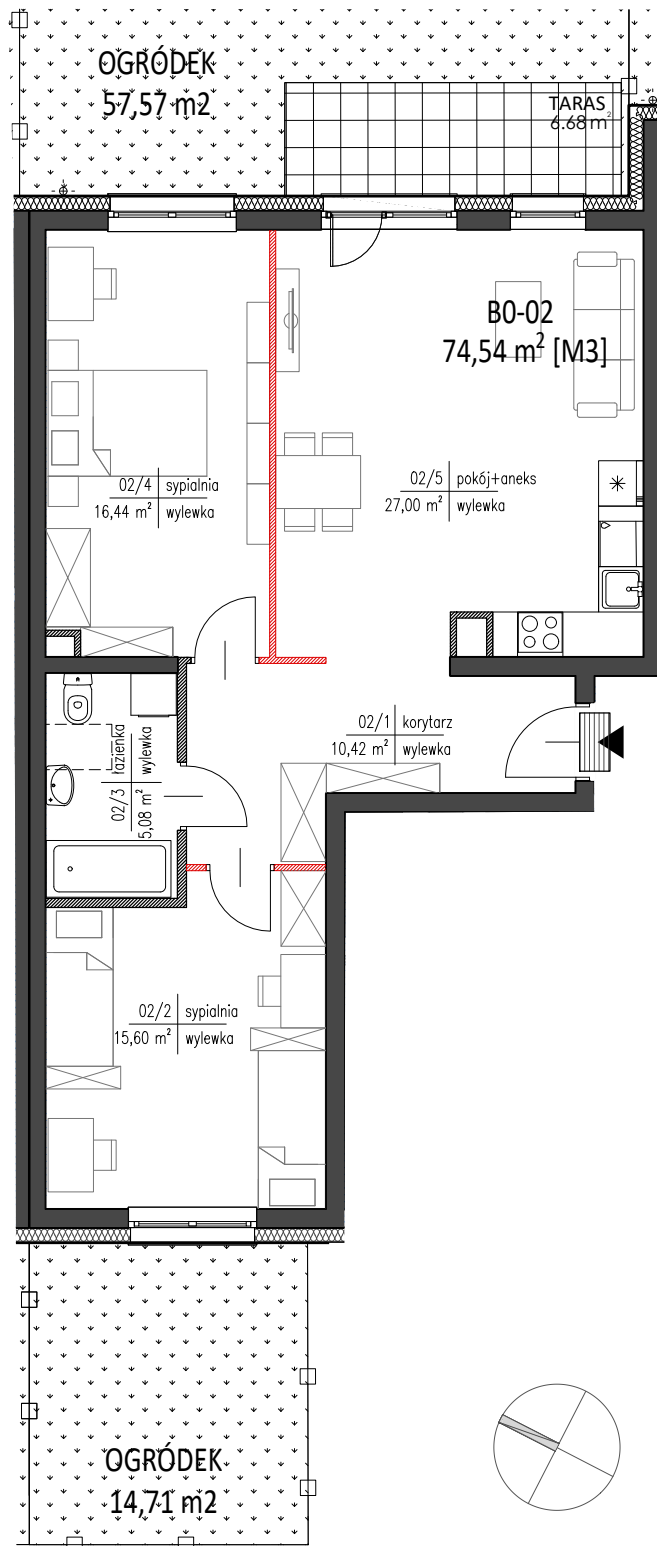 OGRÓDEK
57,57 m2
TARAS
6.68 m²
B0-02
74,54 m² [M3]
02/4 sypialnia
16,44 m² wylewka
02/5 pokój+aneks
27,00 m² wylewka
02/1 korytarz
10,42 m² wylewka
02/3 łazienka
5,08 m² wylewka
02/2 sypialnia
15,60 m² wylewka
OGRÓDEK
14,71 m2